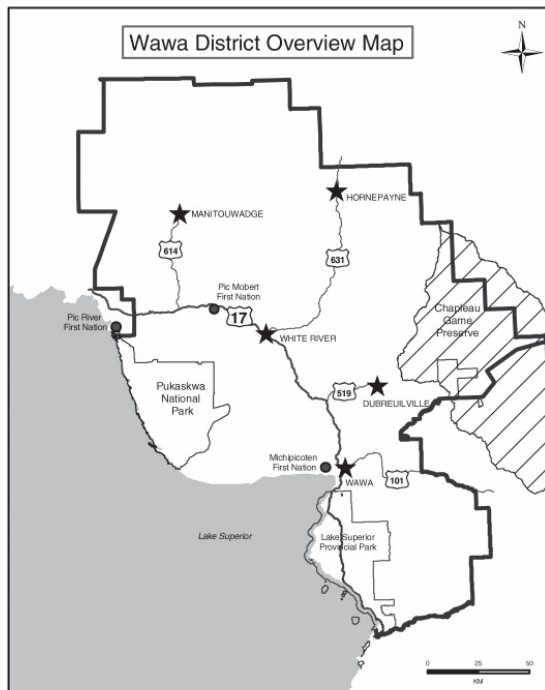 Wawa District Overview Map
N
HORNEPAYNE
MANITOUWADGE
614
631
Pic Mobert
First Nation
Chapleau
Game
Preserve
Pic River
First Nation
17
WHITE RIVER
Pukaskwa
National
Park
519
DUBREUILVILLE
Michipicoten
First Nation
WAWA
101
Lake Superior
Lake Superior
Provincial Park
0 25 50
KM